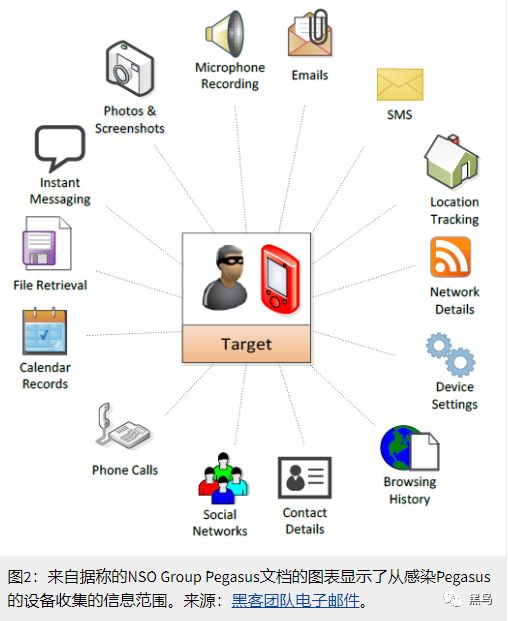 Microphone
Recording
Emails
Photos &
Screenshots
SMS
Instant
Messaging
Location
Tracking
File Retrieval
Network
Details
Target
Calendar
Records
Device
Settings
Phone Calls
Browsing
History
Social
Networks
Contact
Details
图2：来自据称的NSO Group Pegasus文档的图表显示了从感染Pegasus
的设备收集的信息范围。来源：黑客团队电子邮件。
黑鸟